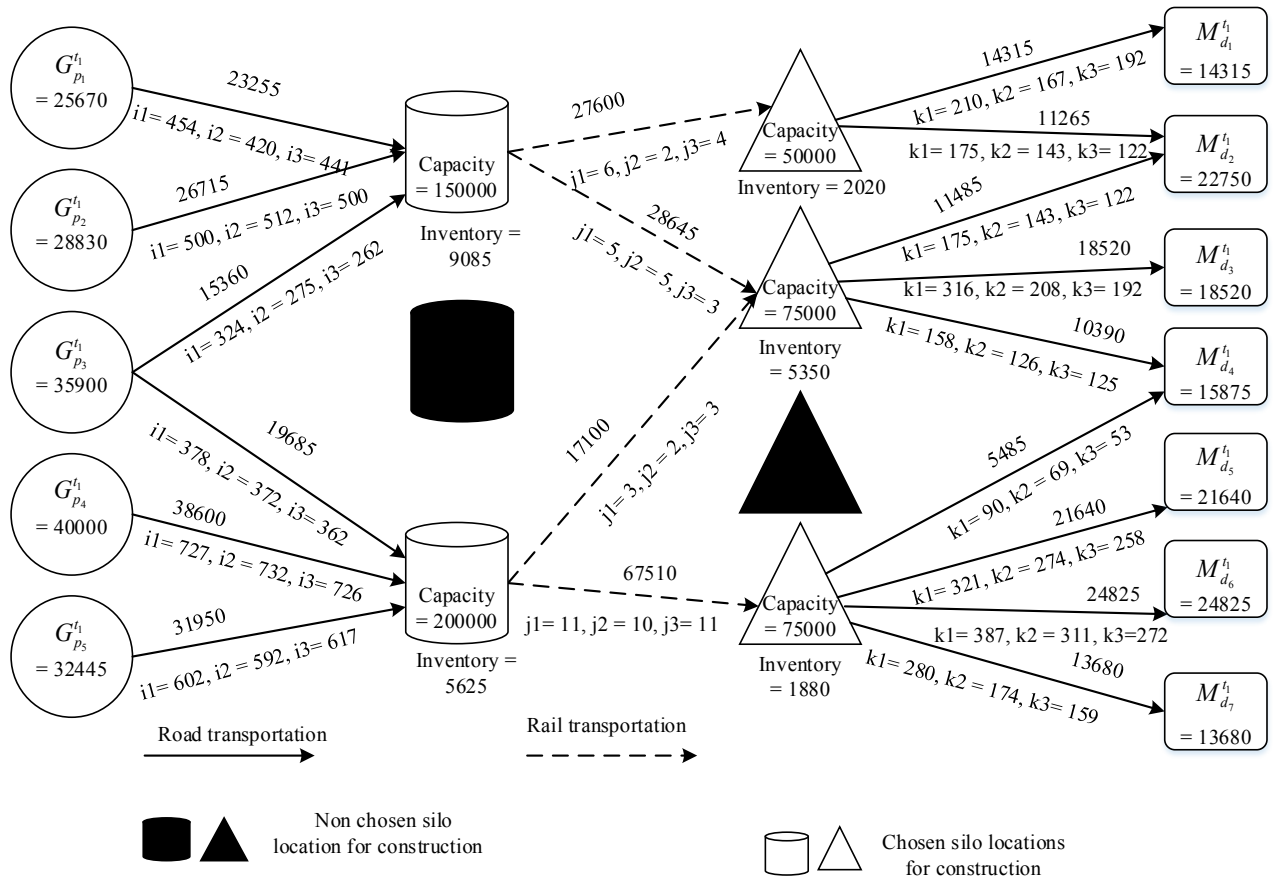 G_{p_1}^{t_1}
= 25670
G_{p_2}^{t_1}
= 28830
G_{p_3}^{t_1}
= 35900
G_{p_4}^{t_1}
= 40000
G_{p_5}^{t_1}
= 32445
23255
i1= 454, i2 = 420, i3= 441
26715
i1= 500, i2 = 512, i3= 500
15360
i1= 324, i2 = 275, i3= 262
19685
i1= 378, i2= 372, i3= 362
38600
i1= 727, i2 = 732, i3= 726
31950
i1= 602, i2 = 592, i3= 617
Capacity
= 150000
Inventory =
9085
Capacity
= 200000
Inventory =
5625
27600
j1= 6, j2 = 2, j3= 4
28645
j1= 5, j2 = 5, j3= 3
17100
j1= 3, j2 = 2, j3= 3
67510
j1= 11, j2 = 10, j3= 11
Capacity
= 50000
Inventory = 2020
Capacity
= 75000
Inventory
= 5350
Capacity
= 75000
Inventory
= 1880
14315
k1= 210, k2 = 167, k3= 192
11265
k1= 175, k2 = 143, k3= 122
11485
k1= 175, k2 = 143, k3= 122
18520
k1= 316, k2 = 208, k3= 192
10390
k1= 158, k2 = 126, k3= 125
5485
k1= 90, k2 = 69, k3= 53
21640
k1= 321, k2 = 274, k3= 258
24825
k1= 387, k2 = 311, k3=272
13680
k1= 280, k2 = 174, k3= 159
M_{d_1}^{t_1}
= 14315
M_{d_2}^{t_1}
= 22750
M_{d_3}^{t_1}
= 18520
M_{d_4}^{t_1}
= 15875
M_{d_5}^{t_1}
= 21640
M_{d_6}^{t_1}
= 24825
M_{d_7}^{t_1}
= 13680
Road transportation
Rail transportation
Non chosen silo
location for construction
Chosen silo locations
for construction